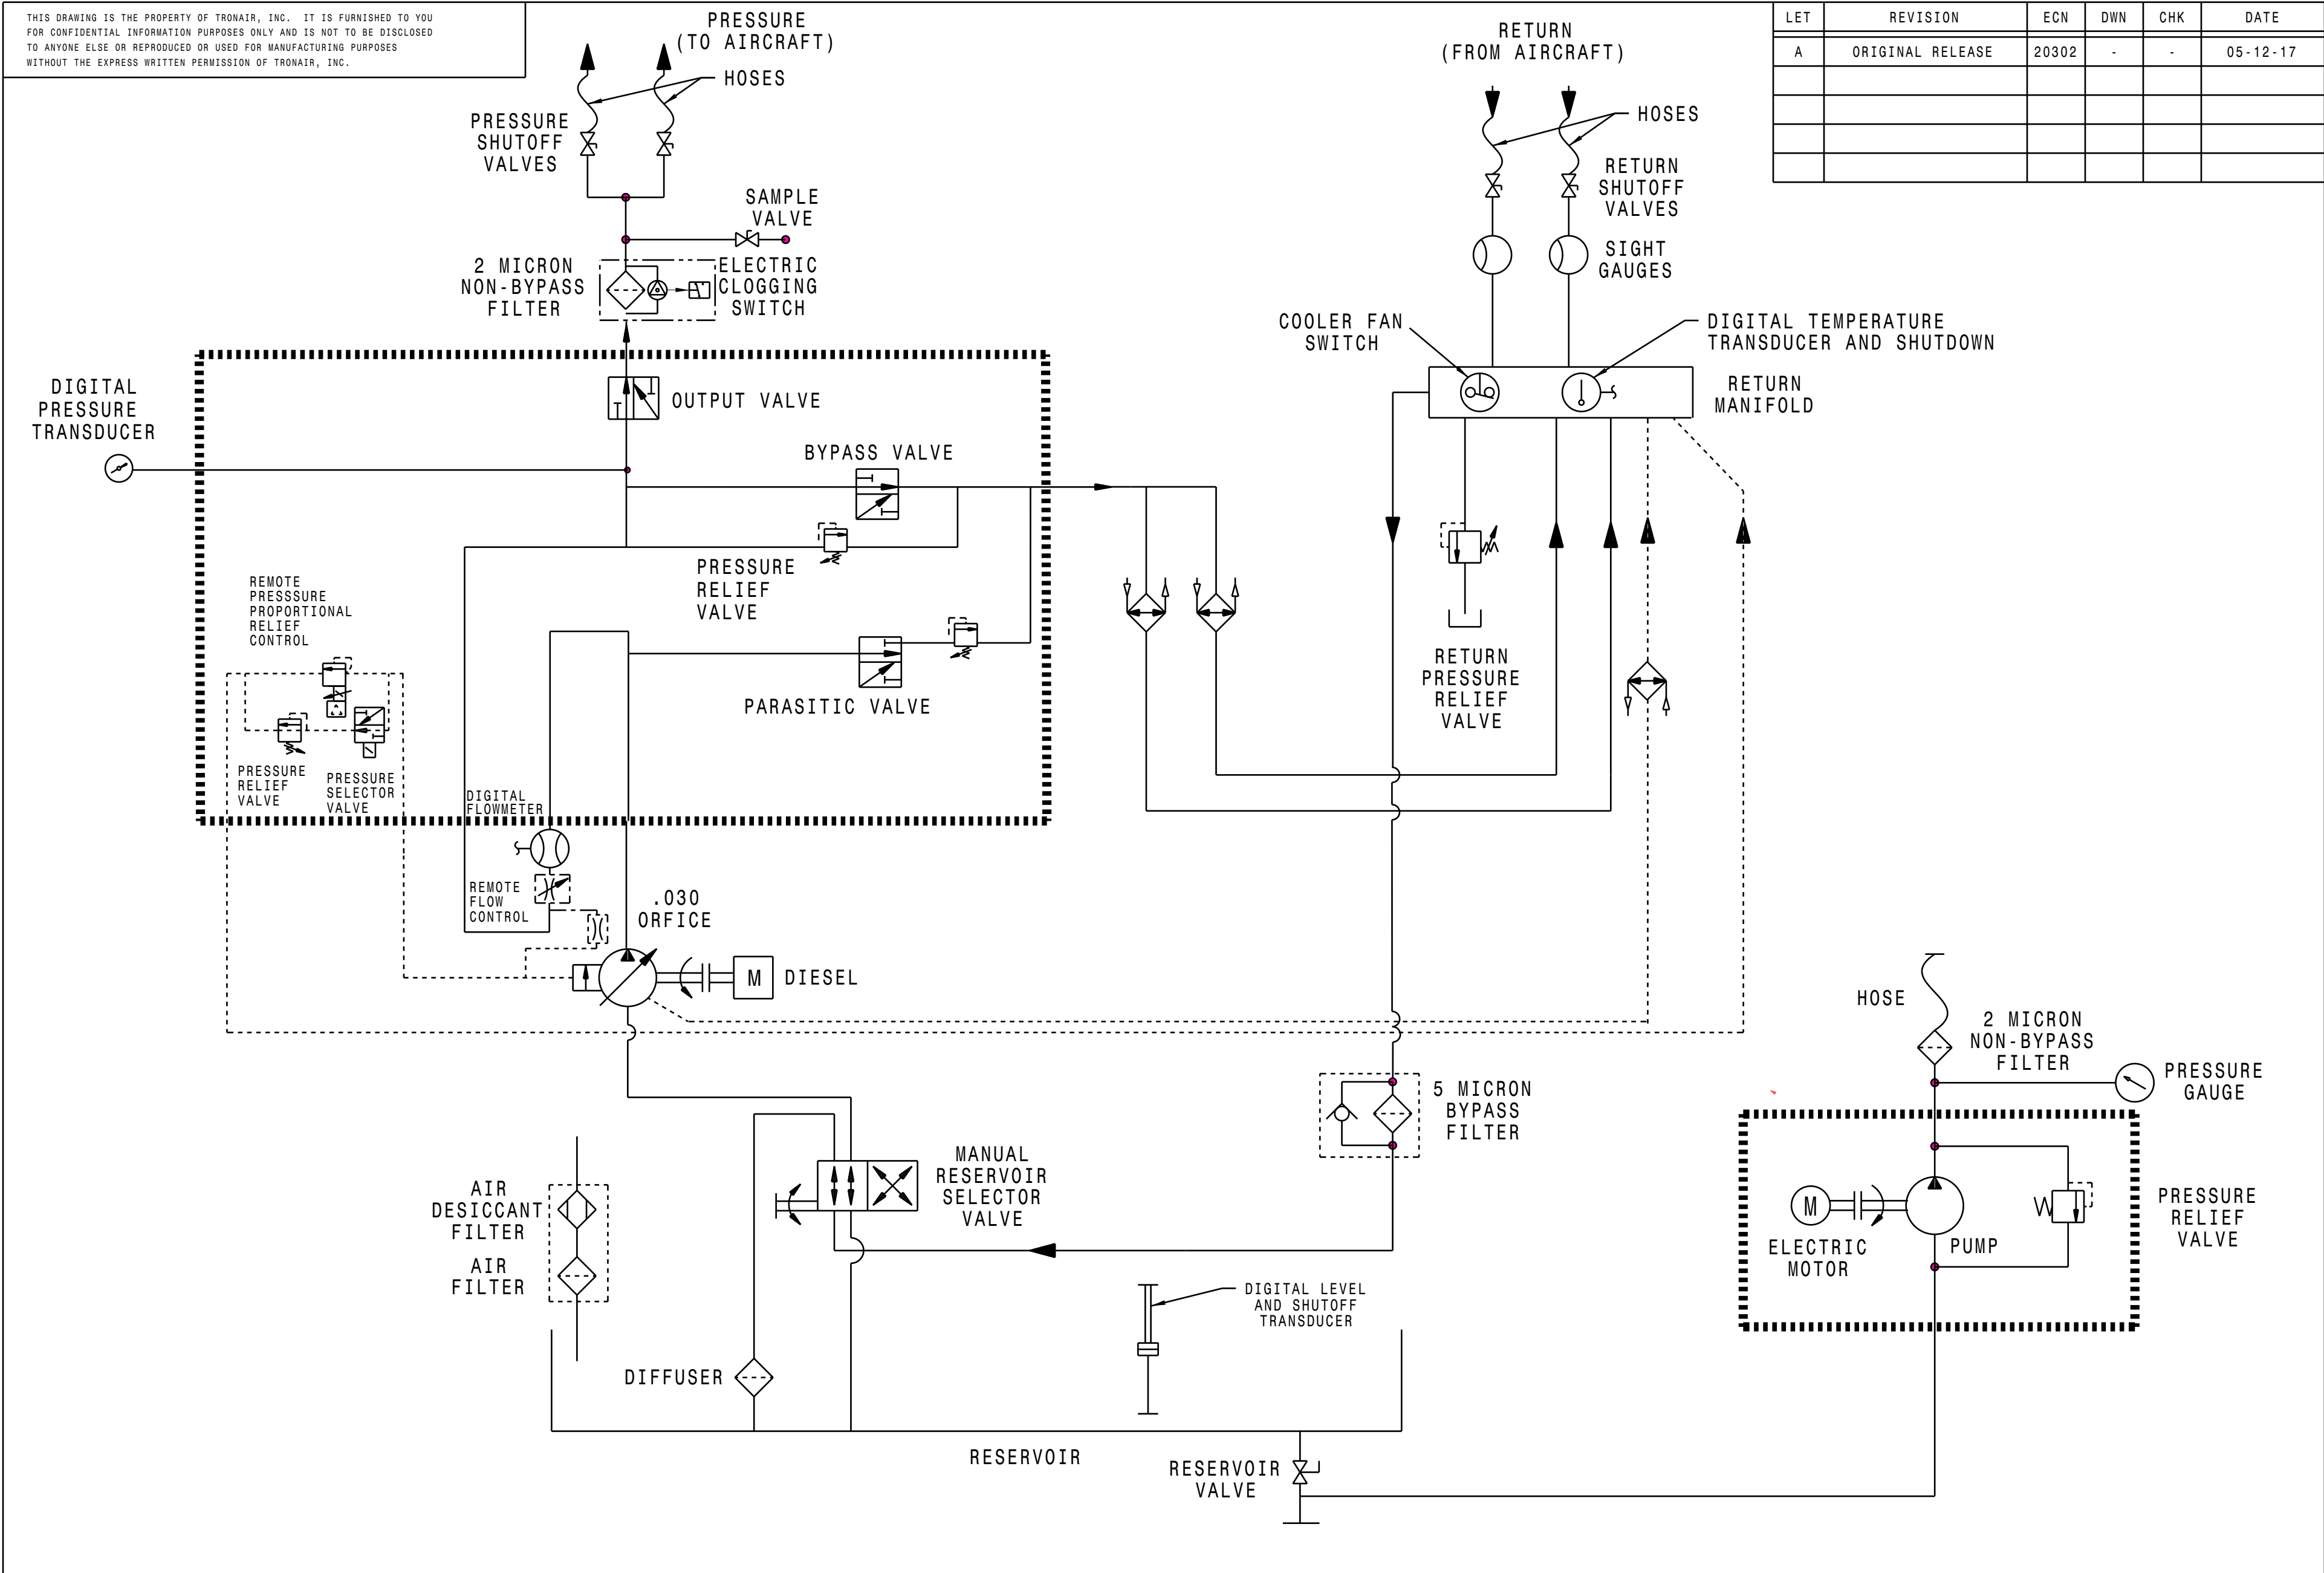 THIS DRAWING IS THE PROPERTY OF TRONAIR, INC. IT IS FURNISHED TO YOU
FOR CONFIDENTIAL INFORMATION PURPOSES ONLY AND IS NOT TO BE DISCLOSED
TO ANYONE ELSE OR REPRODUCED OR USED FOR MANUFACTURING PURPOSES
WITHOUT THE EXPRESS WRITTEN PERMISSION OF TRONAIR, INC.
LET REVISION ECN DWN CHK DATE
A ORIGINAL RELEASE 20302 - - 05-12-17
PRESSURE
(TO AIRCRAFT)
HOSES
PRESSURE
SHUTOFF
VALVES
SAMPLE
VALVE
2 MICRON
NON-BYPASS
FILTER
ELECTRIC
CLOGGING
SWITCH
RETURN
(FROM AIRCRAFT)
HOSES
RETURN
SHUTOFF
VALVES
SIGHT
GAUGES
COOLER FAN
SWITCH
DIGITAL TEMPERATURE
TRANSDUCER AND SHUTDOWN
RETURN
MANIFOLD
DIGITAL
PRESSURE
TRANSDUCER
OUTPUT VALVE
BYPASS VALVE
PRESSURE
RELIEF
VALVE
REMOTE
PRESSSURE
PROPORTIONAL
RELIEF
CONTROL
PARASITIC VALVE
PRESSURE
RELIEF
VALVE
PRESSURE
SELECTOR
VALVE
DIGITAL
FLOWMETER
RETURN
PRESSURE
RELIEF
VALVE
REMOTE
FLOW
CONTROL
.030
ORFICE
M
DIESEL
HOSE
2 MICRON
NON-BYPASS
FILTER
PRESSURE
GAUGE
5 MICRON
BYPASS
FILTER
MANUAL
RESERVOIR
SELECTOR
VALVE
AIR
DESICCANT
FILTER
AIR
FILTER
M
ELECTRIC
MOTOR
PUMP
PRESSURE
RELIEF
VALVE
DIGITAL LEVEL
AND SHUTOFF
TRANSDUCER
DIFFUSER
RESERVOIR
RESERVOIR
VALVE